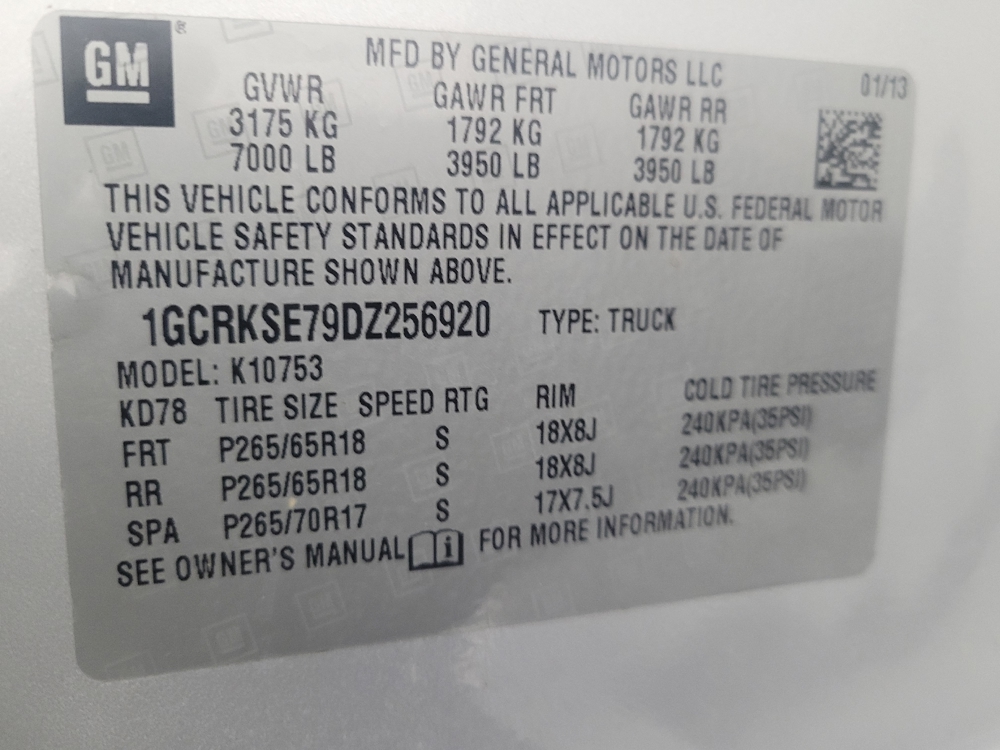 GM ®
MFD BY GENERAL MOTORS LLC 01/13
GVWR GAWR FRT GAWR RR
3175 KG 1792 KG 1792 KG
7000 LB 3950 LB 3950 LB
THIS VEHICLE CONFORMS TO ALL APPLICABLE U.S. FEDERAL MOTOR
VEHICLE SAFETY STANDARDS IN EFFECT ON THE DATE OF
MANUFACTURE SHOWN ABOVE.
1GCRKSE79DZ256920 TYPE: TRUCK
MODEL: K10753
KD78 TIRE SIZE SPEED RTG RIM COLD TIRE PRESSURE
FRT P265/65R18 S 18X8J 240KPA(35PSI)
RR P265/65R18 S 18X8J 240KPA(35PSI)
SPA P265/70R17 S 17X7.5J 240KPA(35PSI)
SEE OWNER'S MANUAL i FOR MORE INFORMATION.